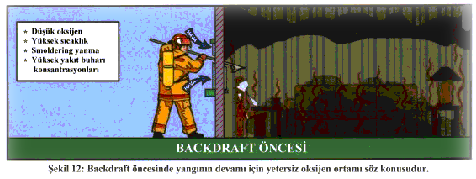 ★ Düşük oksijen
★ Yüksek sıcaklık
★ Smoldering yanma
★ Yüksek yakıt buharı
konsantrasyonları
BACKDRAFT ÖNCESİ
Şekil 12: Backdraft öncesinde yangının devamı için yetersiz oksijen ortamı söz konusudur.